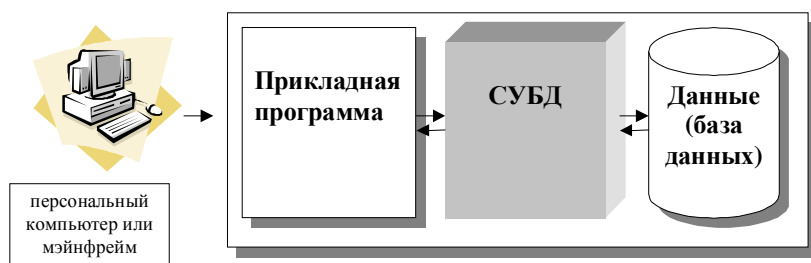 Прикладная
программа
СУБД
Данные
(база
данных)
персональный
компьютер или
мэйнфрейм